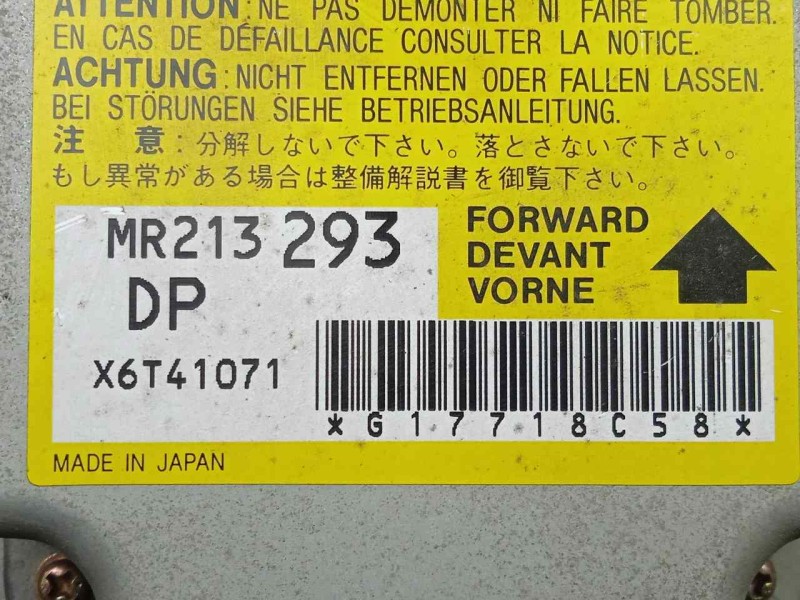 ATTENTION : NE PAS DÉMONTER NI FAIRE TOMBER.
EN CAS DE DÉFAILLANCE CONSULTER LA NOTICE.
ACHTUNG : NICHT ENTFERNEN ODER FALLEN LASSEN.
BEI STÖRUNGEN SIEHE BETRIEBSANLEITUNG.
注 意 : 分解しないで下さい。落とさないで下さい。
もし異常がある場合は整備解説書を御覧下さい。
MR213 293
DP
X6T41071
FORWARD
DEVANT
VORNE
*G17718C58*
MADE IN JAPAN